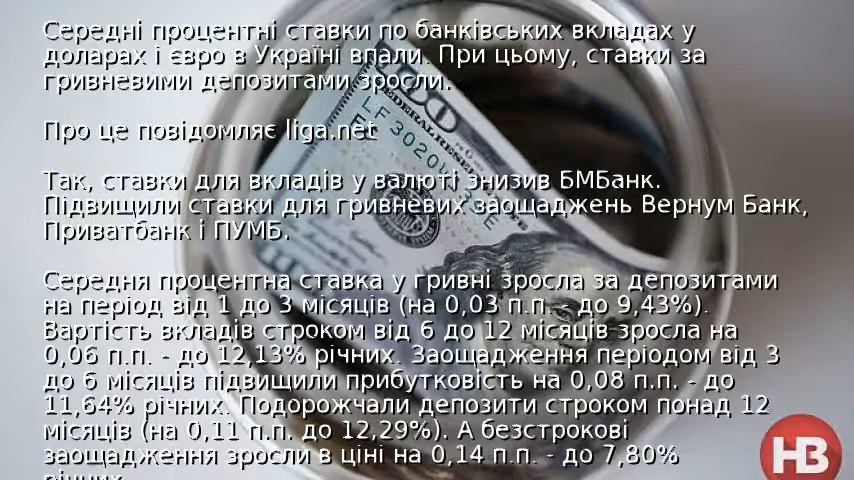 Середні процентні ставки по банківських вкладах у
доларах і євро в Україні впали. При цьому, ставки за
гривневими депозитами зросли.
Про це повідомляє liga.net
Так, ставки для вкладів у валюті знизив БМБанк.
Підвищили ставки для гривневих заощаджень Вернум Банк,
Приватбанк і ПУМБ.
Середня процентна ставка у гривні зросла за депозитами
на період від 1 до 3 місяців (на 0,03 п.п. - до 9,43%).
Вартість вкладів строком від 6 до 12 місяців зросла на
0,06 п.п. - до 12,13% річних. Заощадження періодом від 3
до 6 місяців підвищили прибутковість на 0,08 п.п. - до
11,64% річних. Подорожчали депозити строком понад 12
місяців (на 0,11 п.п. до 12,29%). А безстрокові
заощадження зросли в ціні на 0,14 п.п. - до 7,80%
річних.
НВ